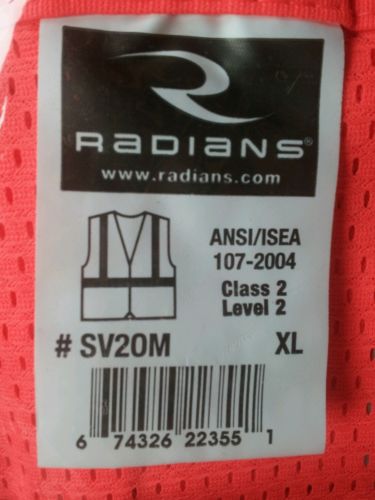 RADIANS®
www.radians.com
ANSI/ISEA
107-2004
Class 2
Level 2
# SV2OM XL
6 74326 22355 1